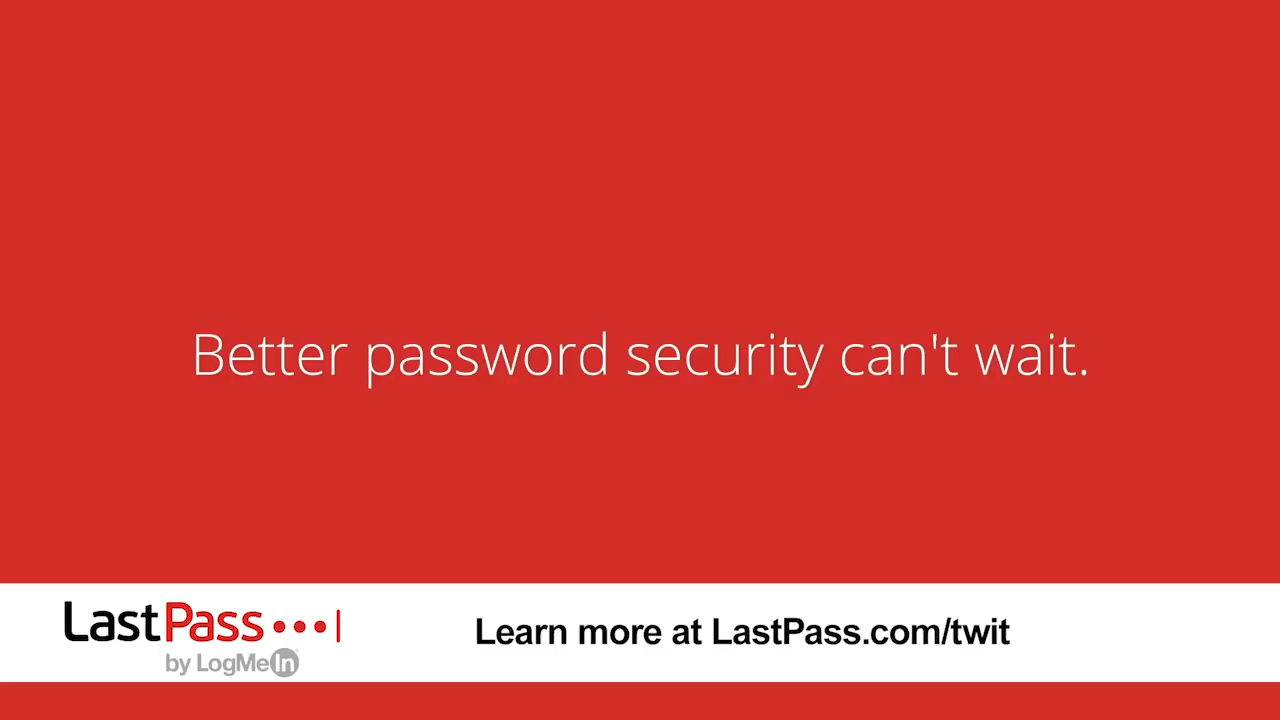 Better password security can't wait.
LastPass
Learn more at LastPass.com/twit
by LogMeIn